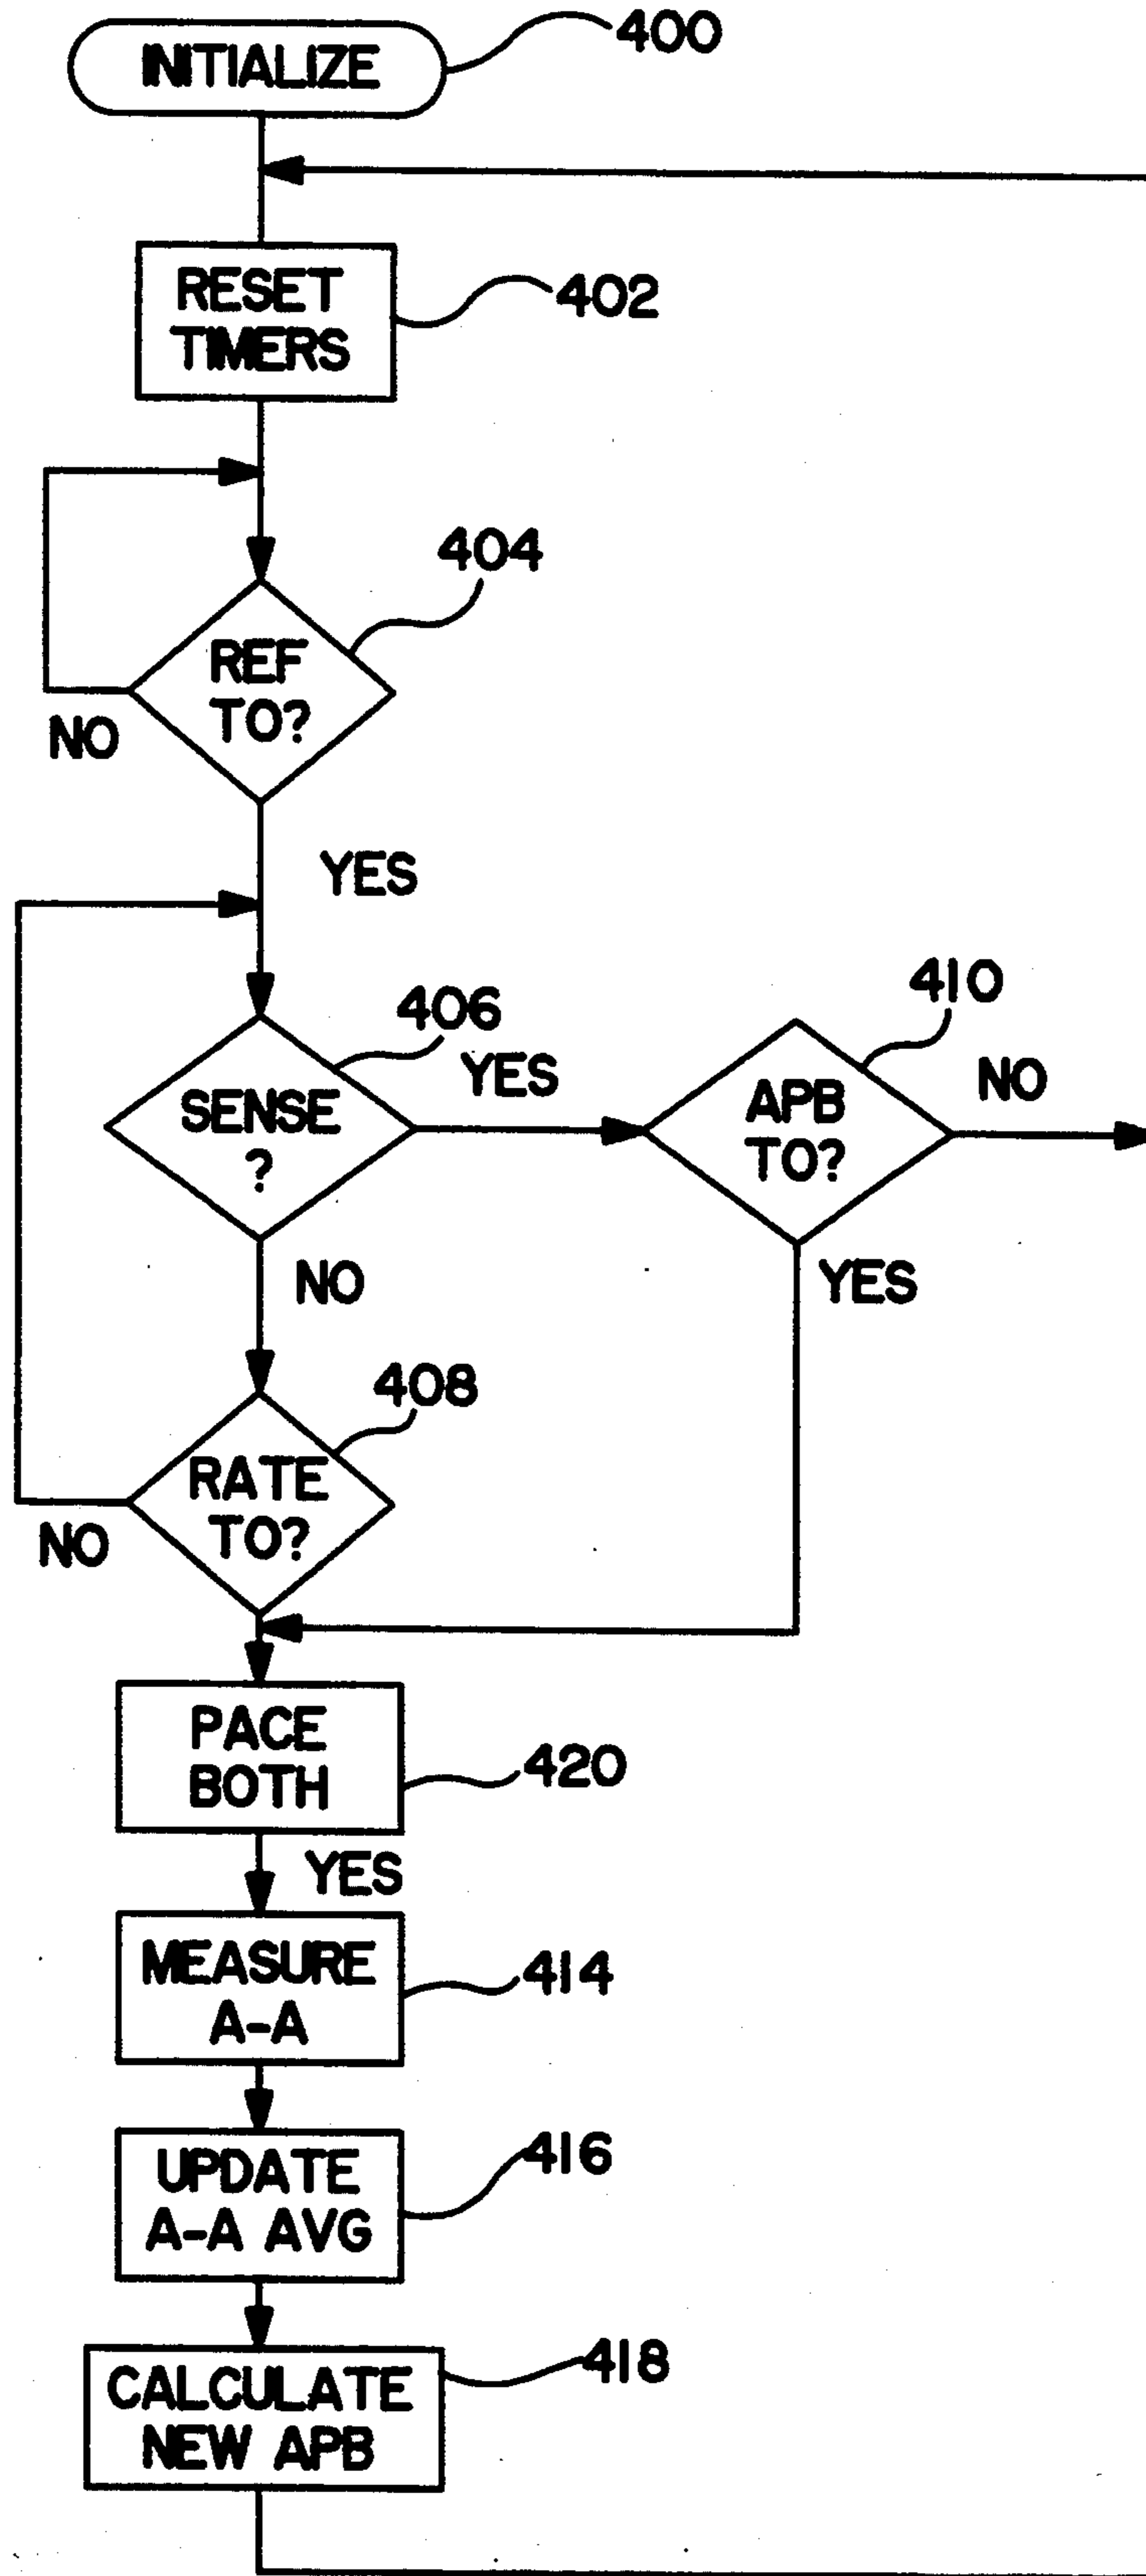 INITIALIZE
400
RESET
TIMERS
402
404
REF
TO?
NO
YES
406
SENSE
?
YES
410
APB
TO?
NO
NO
YES
408
RATE
TO?
NO
PACE
BOTH
420
YES
MEASURE
A-A
414
UPDATE
A-A AVG
416
CALCULATE
NEW APB
418